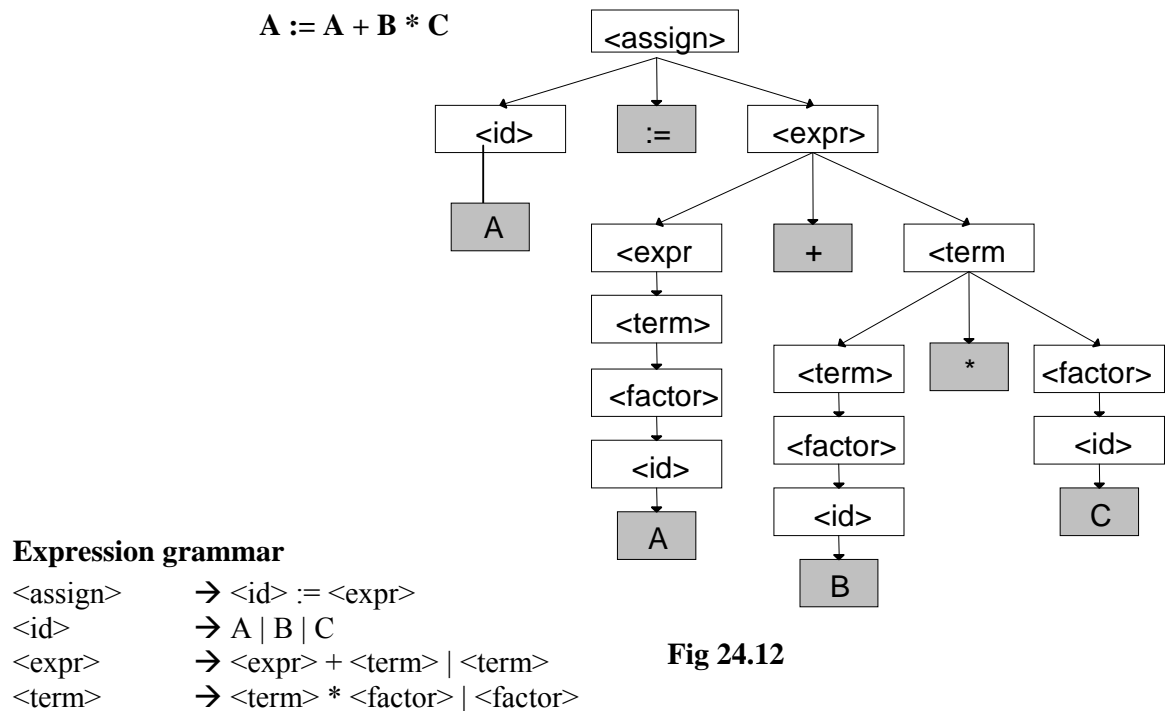 A := A + B * C
<assign>
<id> := <expr>
A
<expr + <term
<term>
<term> * <factor>
<factor>
<factor> <id>
<id>
<id> C
A
B
Expression grammar
<assign> → <id> := <expr>
<id> → A | B | C
<expr> → <expr> + <term> | <term>
<term> → <term> * <factor> | <factor>
Fig 24.12